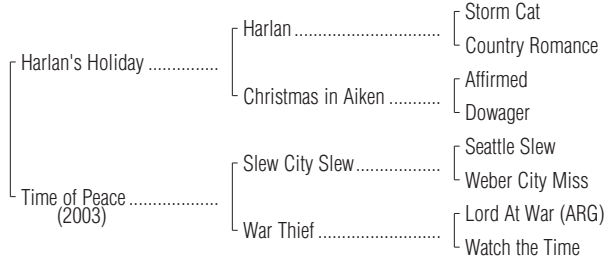 Storm Cat
Harlan ..............................
Country Romance
Harlan's Holiday ...............
Affirmed
Christmas in Aiken ...........
Dowager
Seattle Slew
Slew City Slew.................
Weber City Miss
Time of Peace ...................
(2003)
Lord At War (ARG)
War Thief .........................
Watch the Time